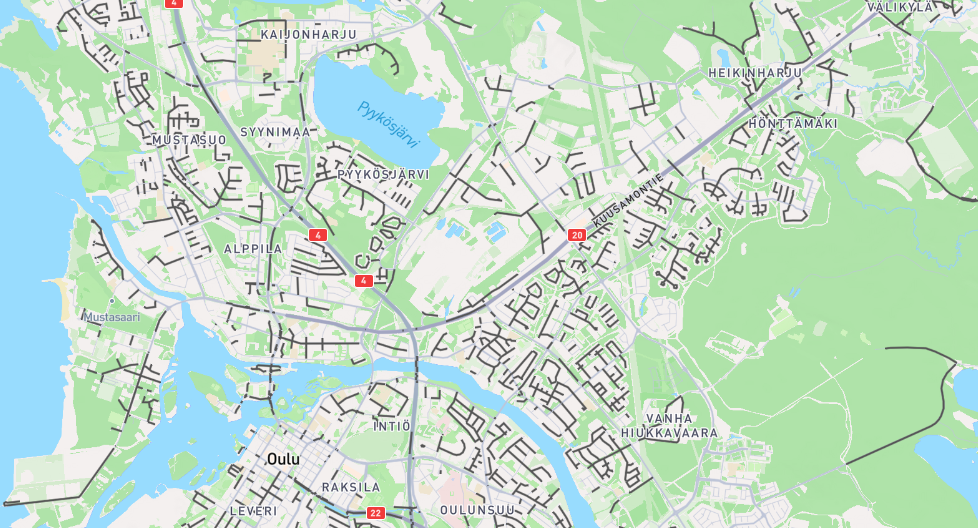 4
VÄLIKYLÄ
KAIJONHARJU
HEIKINHARJU
Pyykösjärvi
HÖNTTÄMÄKI
SYYNIMAA
MUSTASUO
PYYKÖSJÄRVI
KUUSAMONTIE
4
20
ALPPILA
4
Mustasaari
VANHA
HIUKKAVAARA
INTIÖ
Oulu
RAKSILA
LEVERI
22
OULUNSUU